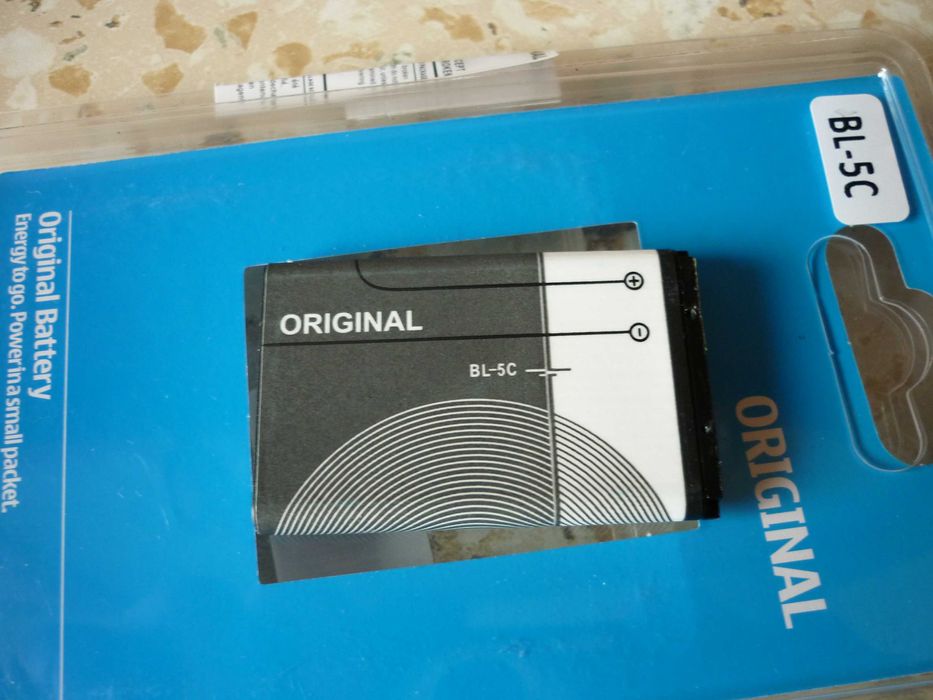 BL-5C
ORIGINAL
BL-5C
+
-
ORIGINAL
Original Battery
Energy to go. Power in a small packet.